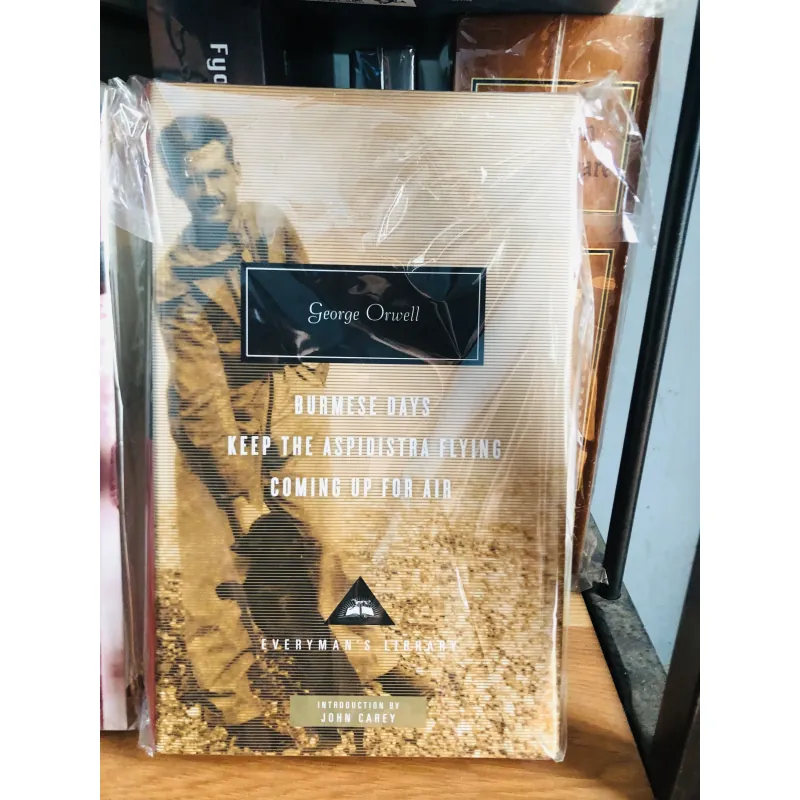 George Orwell
BURMESE DAYS
KEEP THE ASPIDISTRA FLYING
COMING UP FOR AIR
EVERYMAN'S LIBRARY
INTRODUCTION BY
JOHN CAREY